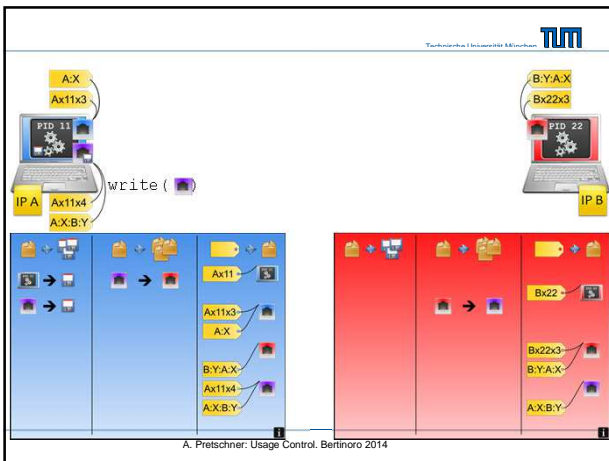 Technische Universität München
TUM
A:X
Ax11x3
PID 11
IP A
Ax11x4
A:X:B:Y
write( )
B:Y:A:X
Bx22x3
PID 22
IP B
Ax11
Ax11x3
A:X
B:Y:A:X
Ax11x4
A:X:B:Y
Bx22
Bx22x3
B:Y:A:X
A:X:B:Y
i
i
A. Pretschner: Usage Control. Bertinoro 2014